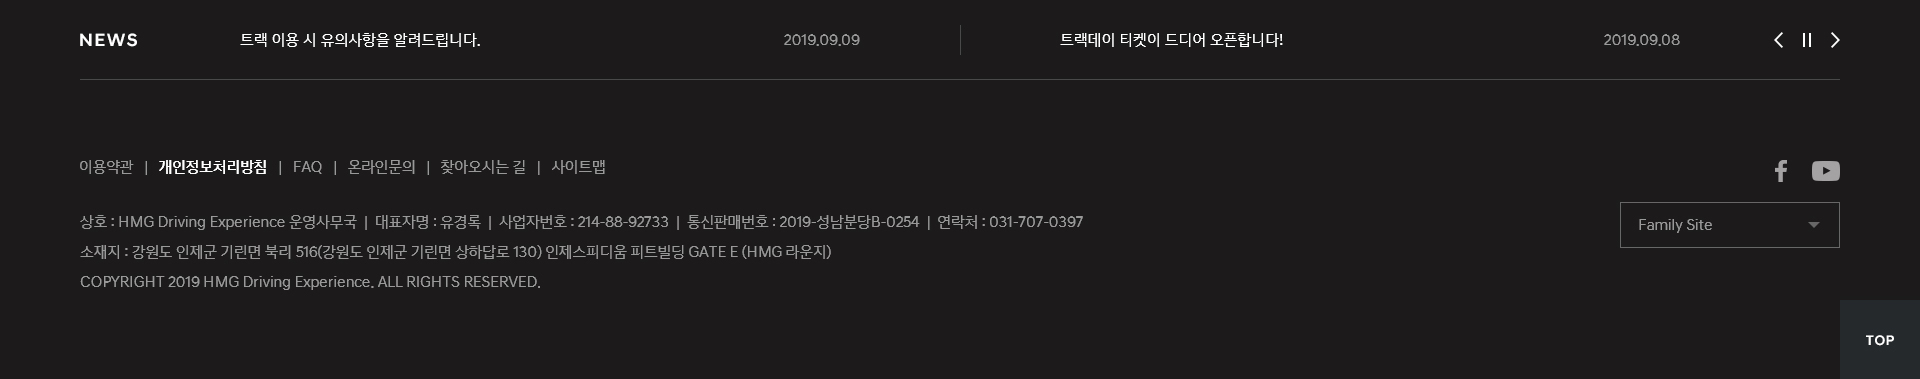 NEWS 트랙 이용 시 유의사항을 알려드립니다. 2019.09.09 트랙데이 티켓이 드디어 오픈합니다! 2019.09.08
이용약관 | 개인정보처리방침 | FAQ | 온라인문의 | 찾아오시는 길 | 사이트맵
상호 : HMG Driving Experience 운영사무국 | 대표자명 : 유경록 | 사업자번호 : 214-88-92733 | 통신판매번호 : 2019-성남분당B-0254 | 연락처 : 031-707-0397
Family Site
소재지 : 강원도 인제군 기린면 북리 516(강원도 인제군 기린면 상하답로 130) 인제스피디움 피트빌딩 GATE E (HMG 라운지)
COPYRIGHT 2019 HMG Driving Experience. ALL RIGHTS RESERVED.
TOP